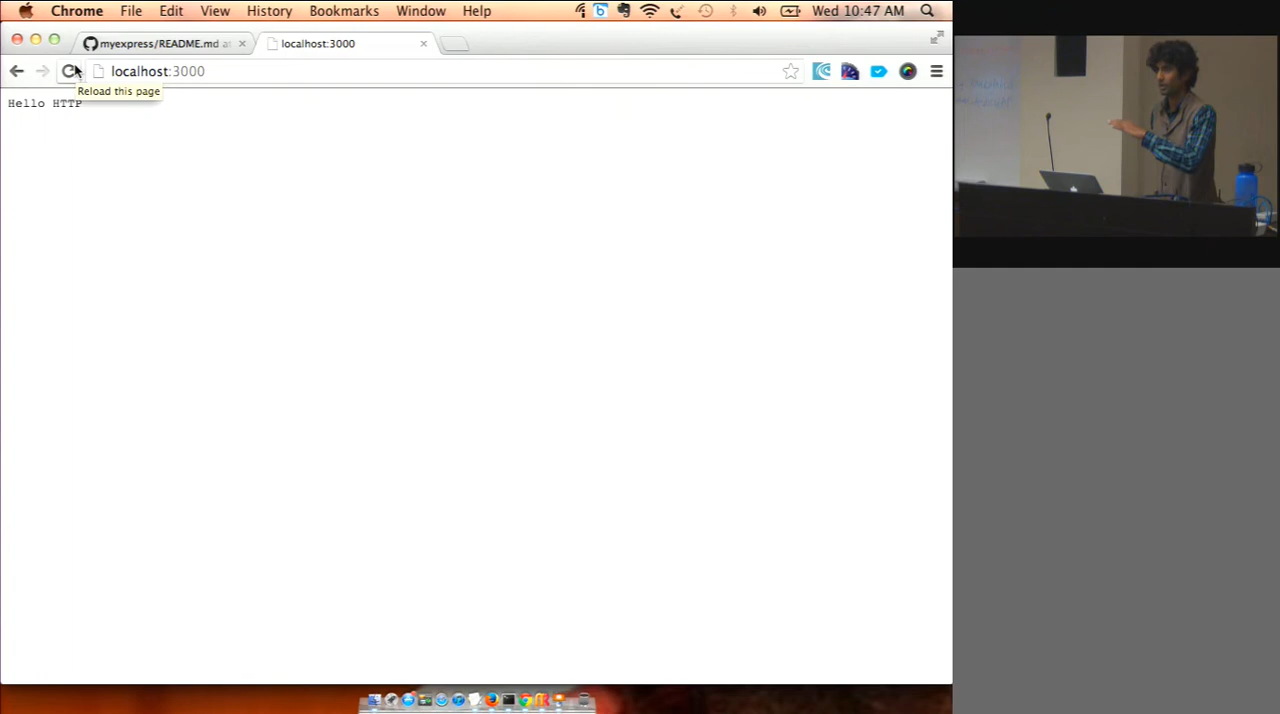 Chrome File Edit View History Bookmarks Window Help Wed 10:47 AM
myexpress/README.md at
localhost:3000
localhost:3000
Reload this page
Hello HTTP